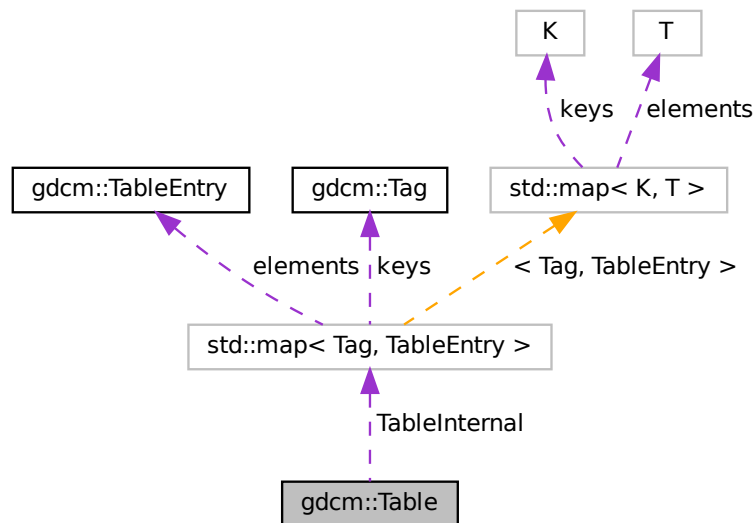 K
T
keys
elements
gdcm::TableEntry
gdcm::Tag
std::map< K, T >
elements
keys
< Tag, TableEntry >
std::map< Tag, TableEntry >
TableInternal
gdcm::Table